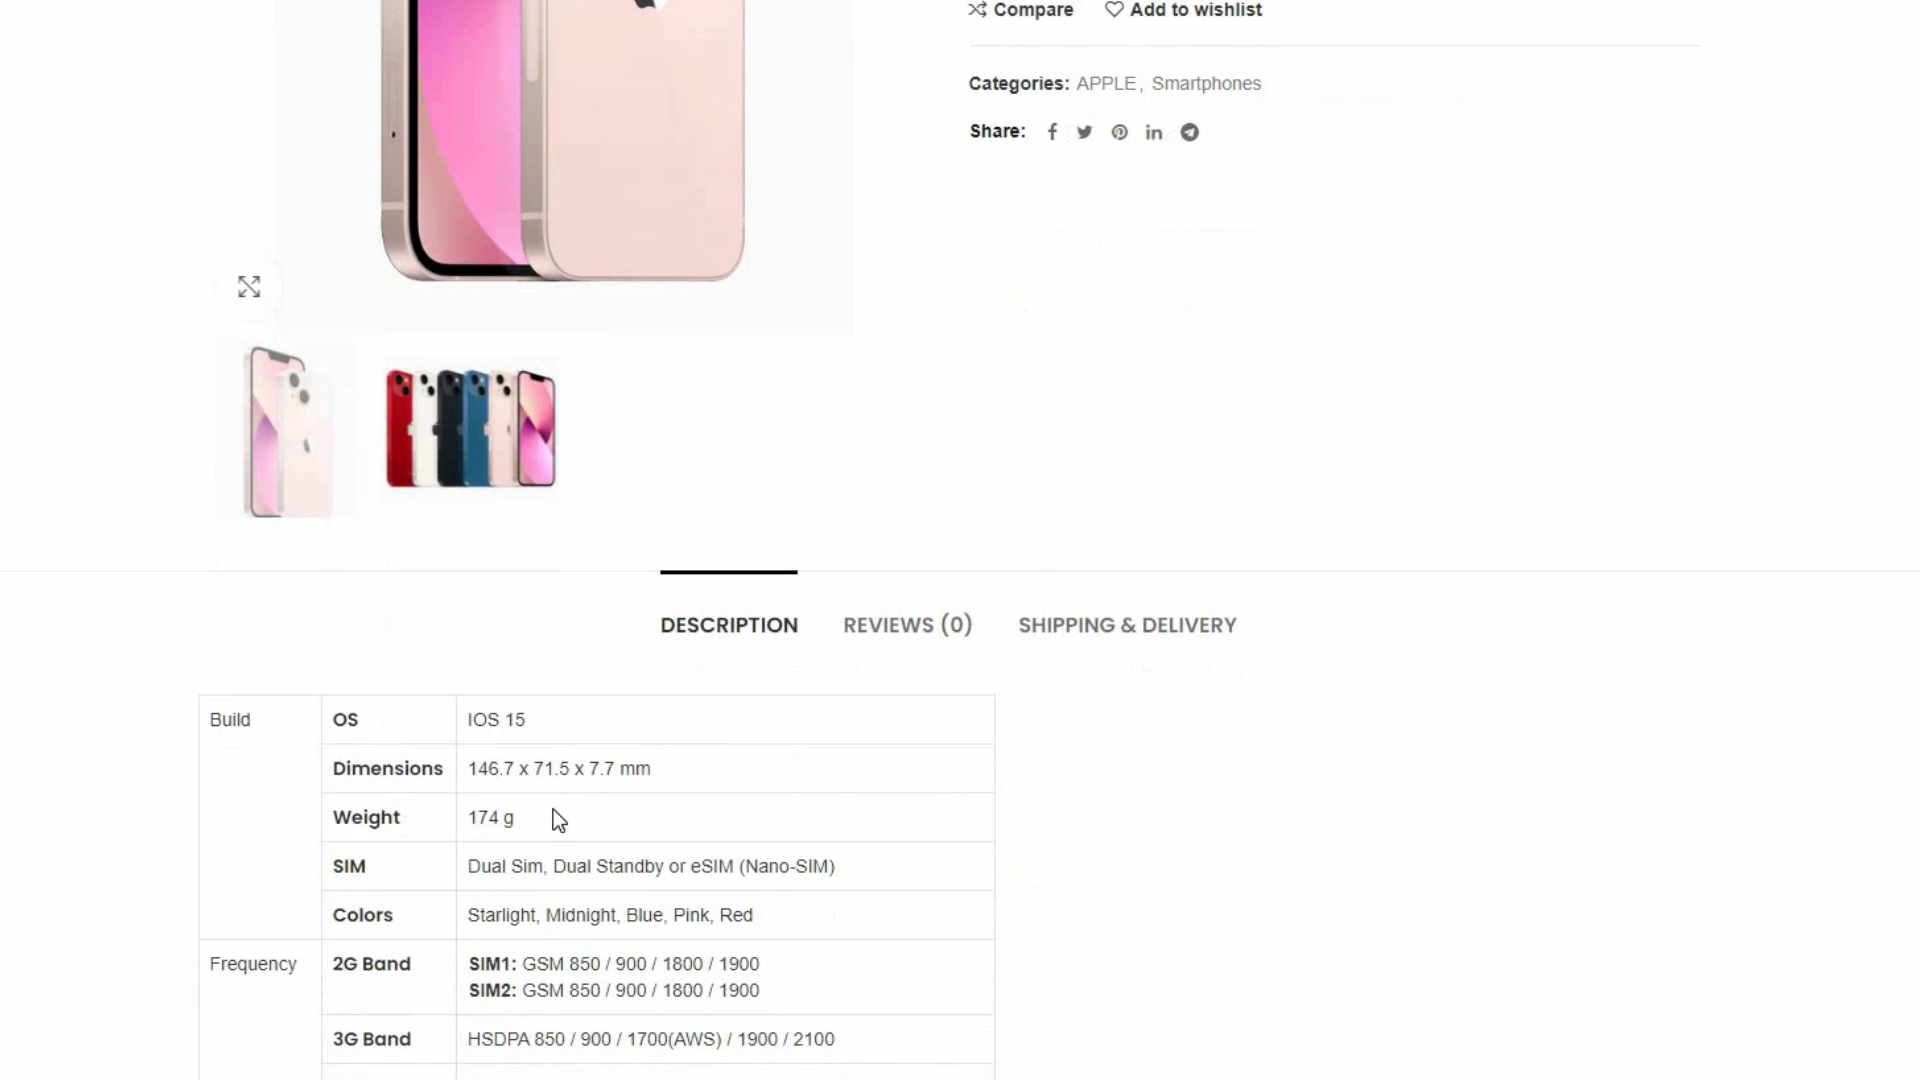 Compare Add to wishlist
Categories: APPLE, Smartphones
Share:
DESCRIPTION REVIEWS (0) SHIPPING & DELIVERY
Build OS IOS 15
Dimensions 146.7 x 71.5 x 7.7 mm
Weight 174 g
SIM Dual Sim, Dual Standby or eSIM (Nano-SIM)
Colors Starlight, Midnight, Blue, Pink, Red
Frequency 2G Band SIM1: GSM 850 / 900 / 1800 / 1900
SIM2: GSM 850 / 900 / 1800 / 1900
3G Band HSDPA 850 / 900 / 1700(AWS) / 1900 / 2100